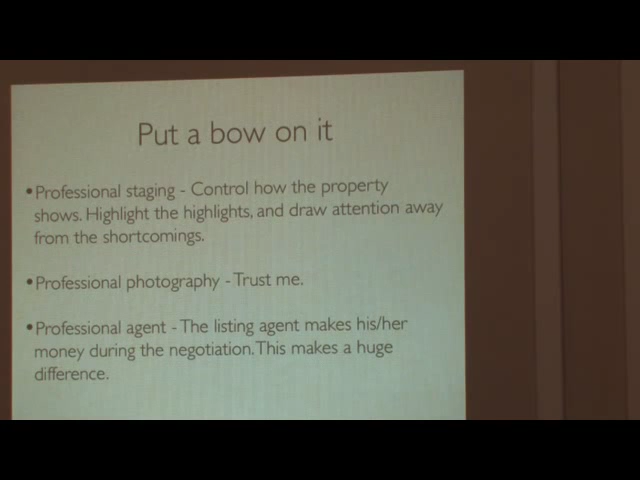 Put a bow on it
•Professional staging - Control how the property
shows. Highlight the highlights, and draw attention away
from the shortcomings.
•Professional photography - Trust me.
•Professional agent - The listing agent makes his/her
money during the negotiation. This makes a huge
difference.